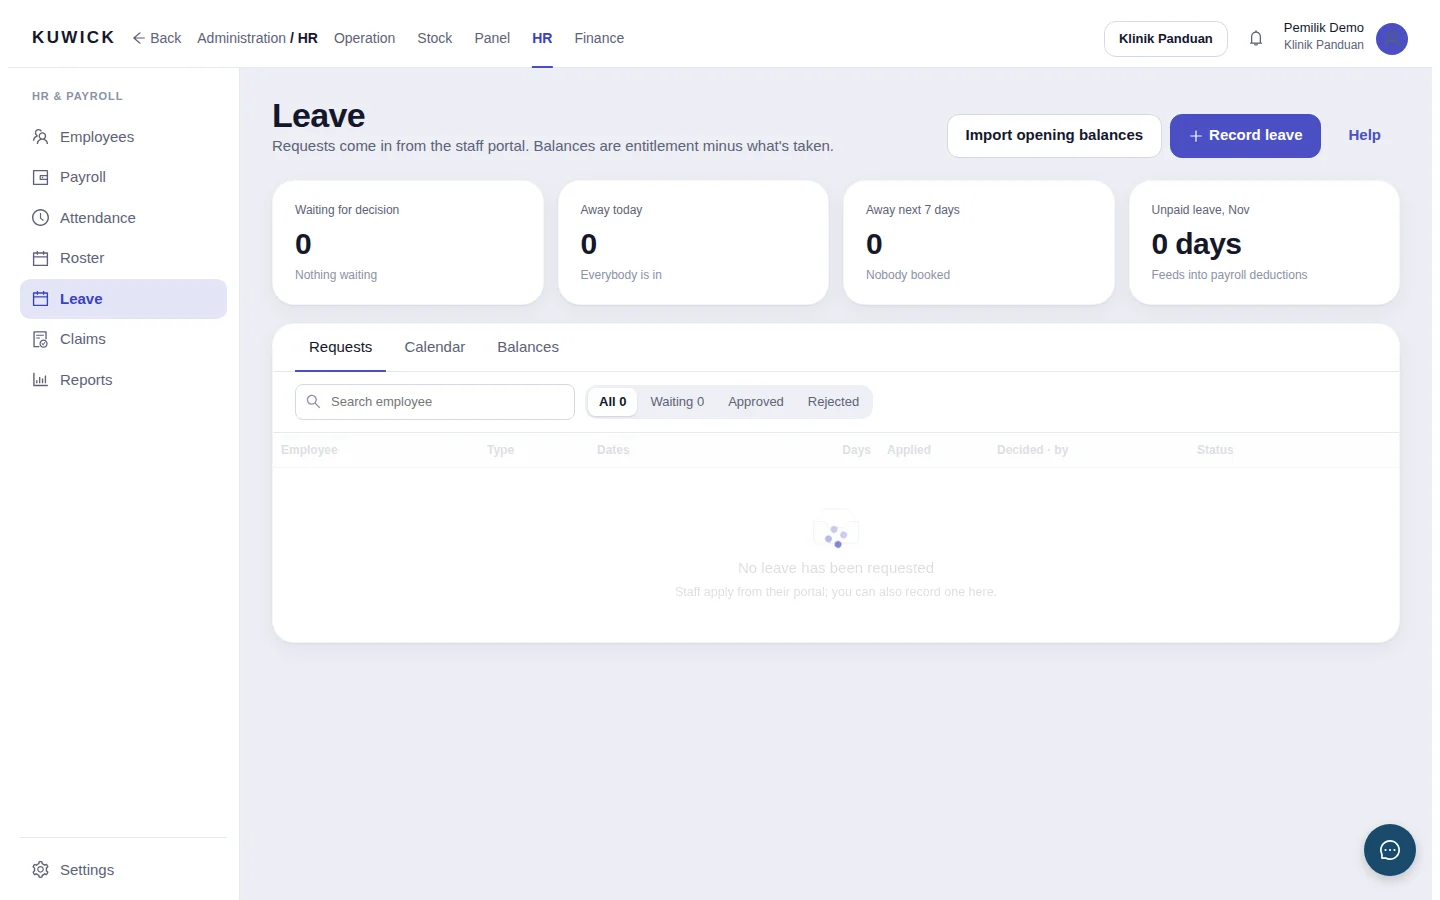 KUWICK
Back
Administration / HR
Operation
Stock
Panel
HR
Finance
Klinik Panduan
Pemilik Demo
Klinik Panduan
HR & PAYROLL
Employees
Payroll
Attendance
Roster
Leave
Claims
Reports
Settings
Leave
Requests come in from the staff portal. Balances are entitlement minus what's taken.
Import opening balances
Record leave
Help
Waiting for decision
0
Nothing waiting
Away today
0
Everybody is in
Away next 7 days
0
Nobody booked
Unpaid leave, Nov
0 days
Feeds into payroll deductions
Requests
Calendar
Balances
Search employee
All 0
Waiting 0
Approved
Rejected
Employee
Type
Dates
Days
Applied
Decided · by
Status
No leave has been requested
Staff apply from their portal; you can also record one here.